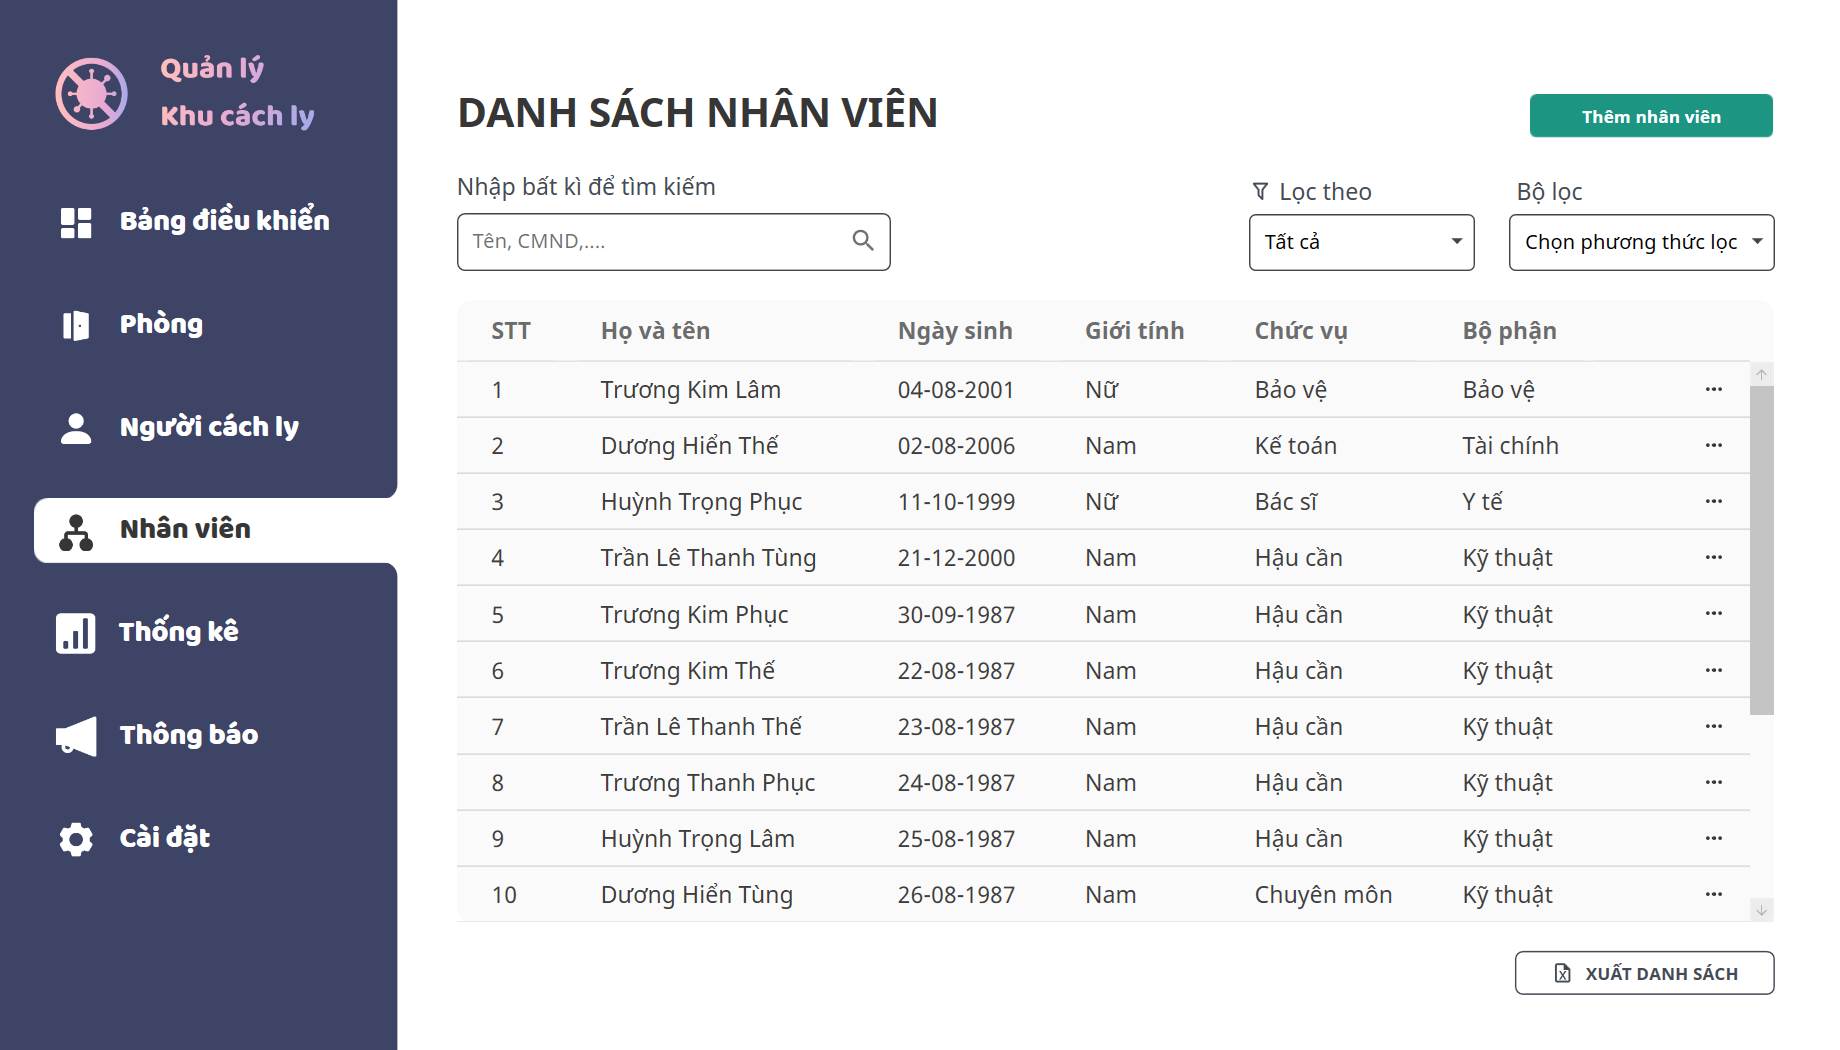 Quản lý
Khu cách ly
Bảng điều khiển
Phòng
Người cách ly
Nhân viên
Thống kê
Thông báo
Cài đặt
DANH SÁCH NHÂN VIÊN
Thêm nhân viên
Nhập bất kì để tìm kiếm
Lọc theo
Bộ lọc
Tên, CMND,....
Tất cả
Chọn phương thức lọc
STT Họ và tên Ngày sinh Giới tính Chức vụ Bộ phận
1 Trương Kim Lâm 04-08-2001 Nữ Bảo vệ Bảo vệ
2 Dương Hiển Thế 02-08-2006 Nam Kế toán Tài chính
3 Huỳnh Trọng Phục 11-10-1999 Nữ Bác sĩ Y tế
4 Trần Lê Thanh Tùng 21-12-2000 Nam Hậu cần Kỹ thuật
5 Trương Kim Phục 30-09-1987 Nam Hậu cần Kỹ thuật
6 Trương Kim Thế 22-08-1987 Nam Hậu cần Kỹ thuật
7 Trần Lê Thanh Thế 23-08-1987 Nam Hậu cần Kỹ thuật
8 Trương Thanh Phục 24-08-1987 Nam Hậu cần Kỹ thuật
9 Huỳnh Trọng Lâm 25-08-1987 Nam Hậu cần Kỹ thuật
10 Dương Hiển Tùng 26-08-1987 Nam Chuyên môn Kỹ thuật
XUẤT DANH SÁCH